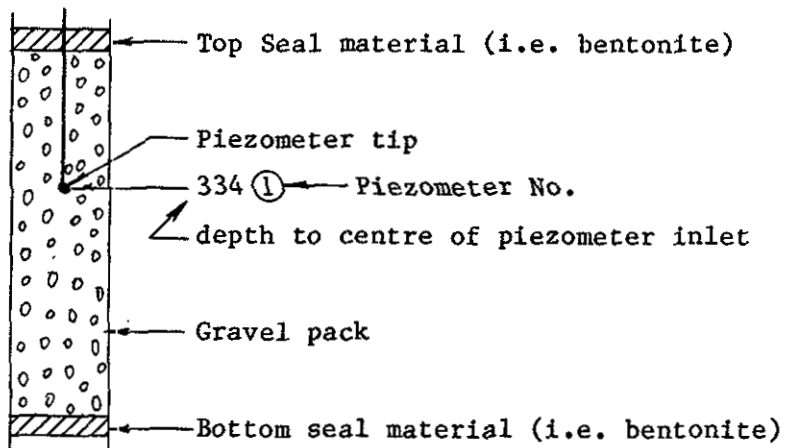 Top Seal material (i.e. bentonite)
Piezometer tip
334 ① Piezometer No.
depth to centre of piezometer inlet
Gravel pack
Bottom seal material (i.e. bentonite)